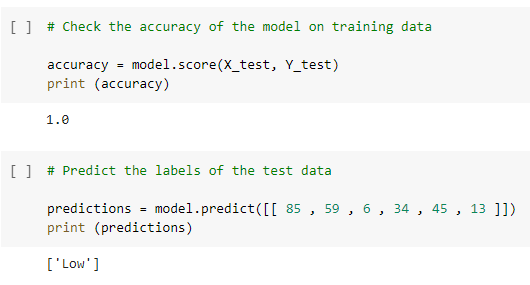 [ ] # Check the accuracy of the model on training data
accuracy = model.score(X_test, Y_test)
print (accuracy)
1.0
[ ] # Predict the labels of the test data
predictions = model.predict([[ 85 , 59 , 6 , 34 , 45 , 13 ]])
print (predictions)
['Low']